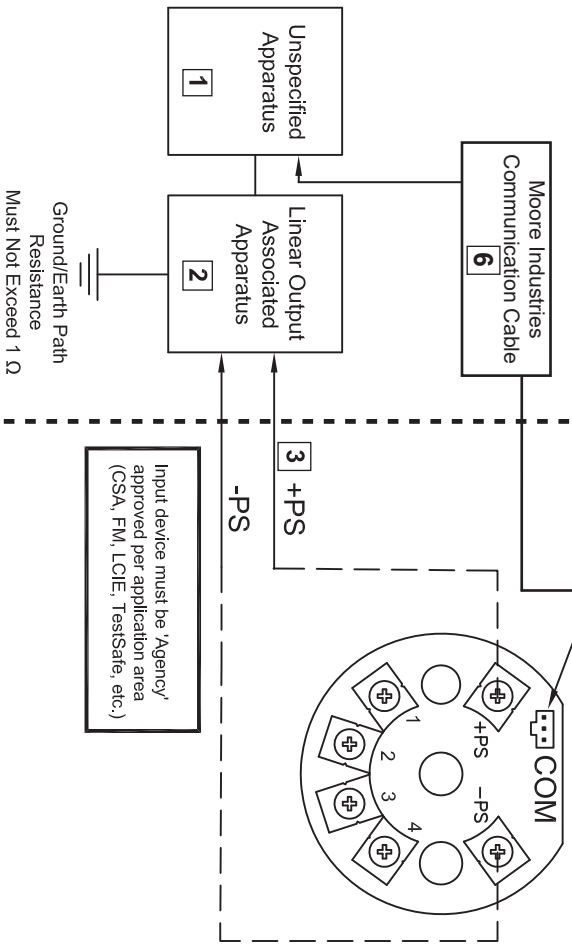 Moore Industries
Communication Cable
6
Unspecified
Apparatus
1
Linear Output
Associated
Apparatus
2
Ground/Earth Path
Resistance
Must Not Exceed 1 Ω
3 +PS
-PS
COM
+PS
–PS
1
2
3
4
Input device must be 'Agency'
approved per application area
(CSA, FM, LCIE, TestSafe, etc.)